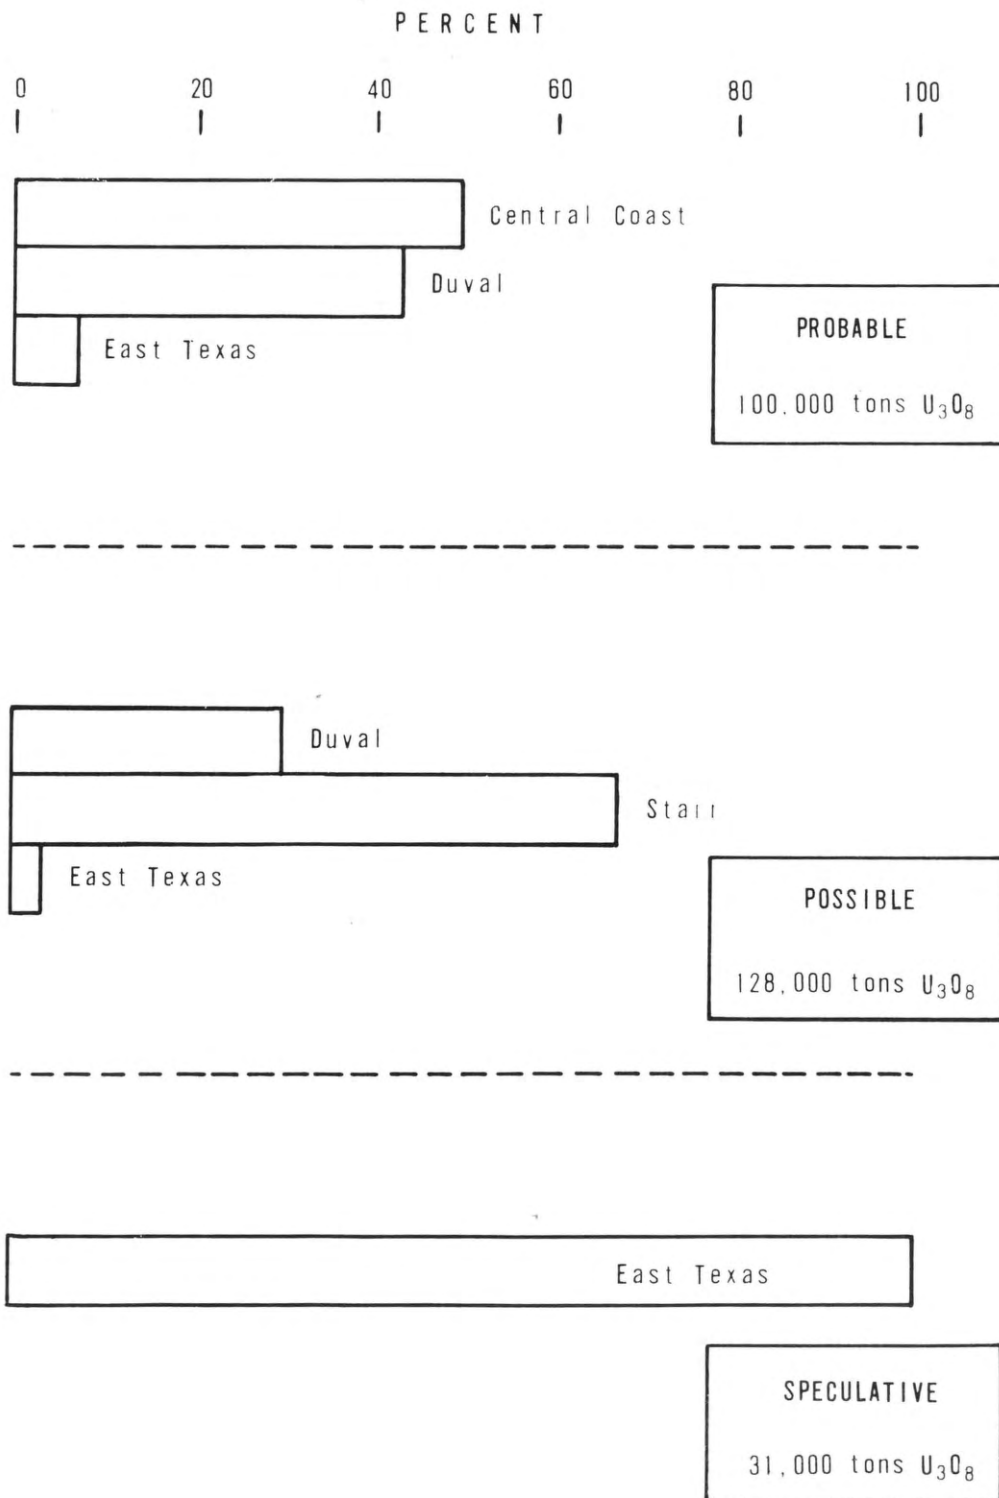 PERCENT
0 20 40 60 80 100
Central Coast
Duval
East Texas
PROBABLE
100,000 tons U₃O₈
Duval
Starr
East Texas
POSSIBLE
128,000 tons U₃O₈
East Texas
SPECULATIVE
31,000 tons U₃O₈